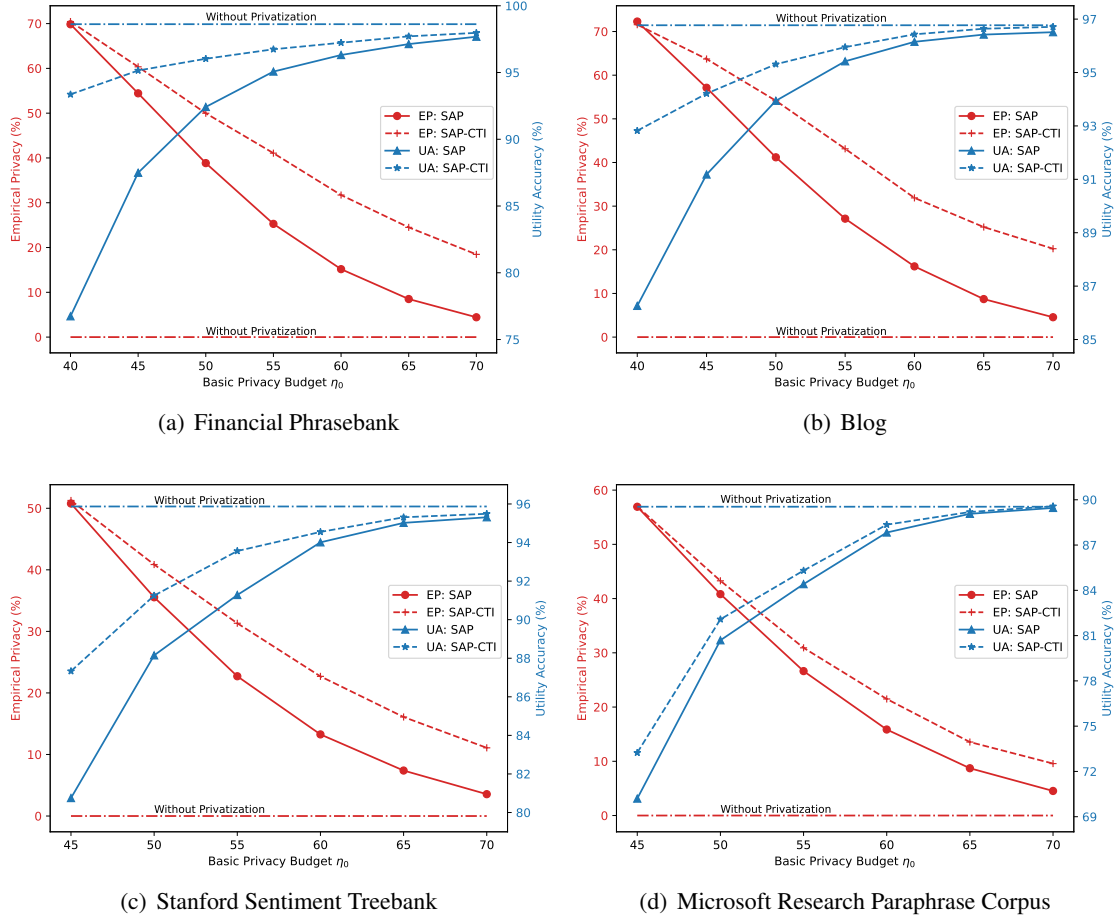 Without Privatization
100
70
60
95
50
EP: SAP
EP: SAP-CTI
UA: SAP
UA: SAP-CTI
90
40
30
85
20
80
10
Without Privatization
0
75
40 45 50 55 60 65 70
Basic Privacy Budget η0
Empirical Privacy (%)
Utility Accuracy (%)
(a) Financial Phrasebank
Without Privatization
97
70
95
60
50
EP: SAP
EP: SAP-CTI
UA: SAP
UA: SAP-CTI
93
40
91
30
89
20
87
10
Without Privatization
0
85
40 45 50 55 60 65 70
Basic Privacy Budget η0
Empirical Privacy (%)
Utility Accuracy (%)
(b) Blog
Without Privatization
96
50
94
40
92
EP: SAP
EP: SAP-CTI
UA: SAP
UA: SAP-CTI
90
30
88
20
86
84
10
82
Without Privatization
0
80
45 50 55 60 65 70
Basic Privacy Budget η0
Empirical Privacy (%)
Utility Accuracy (%)
(c) Stanford Sentiment Treebank
60
Without Privatization
90
50
87
40
84
EP: SAP
EP: SAP-CTI
UA: SAP
UA: SAP-CTI
81
30
78
20
75
10
72
Without Privatization
0
69
45 50 55 60 65 70
Basic Privacy Budget η0
Empirical Privacy (%)
Utility Accuracy (%)
(d) Microsoft Research Paraphrase Corpus